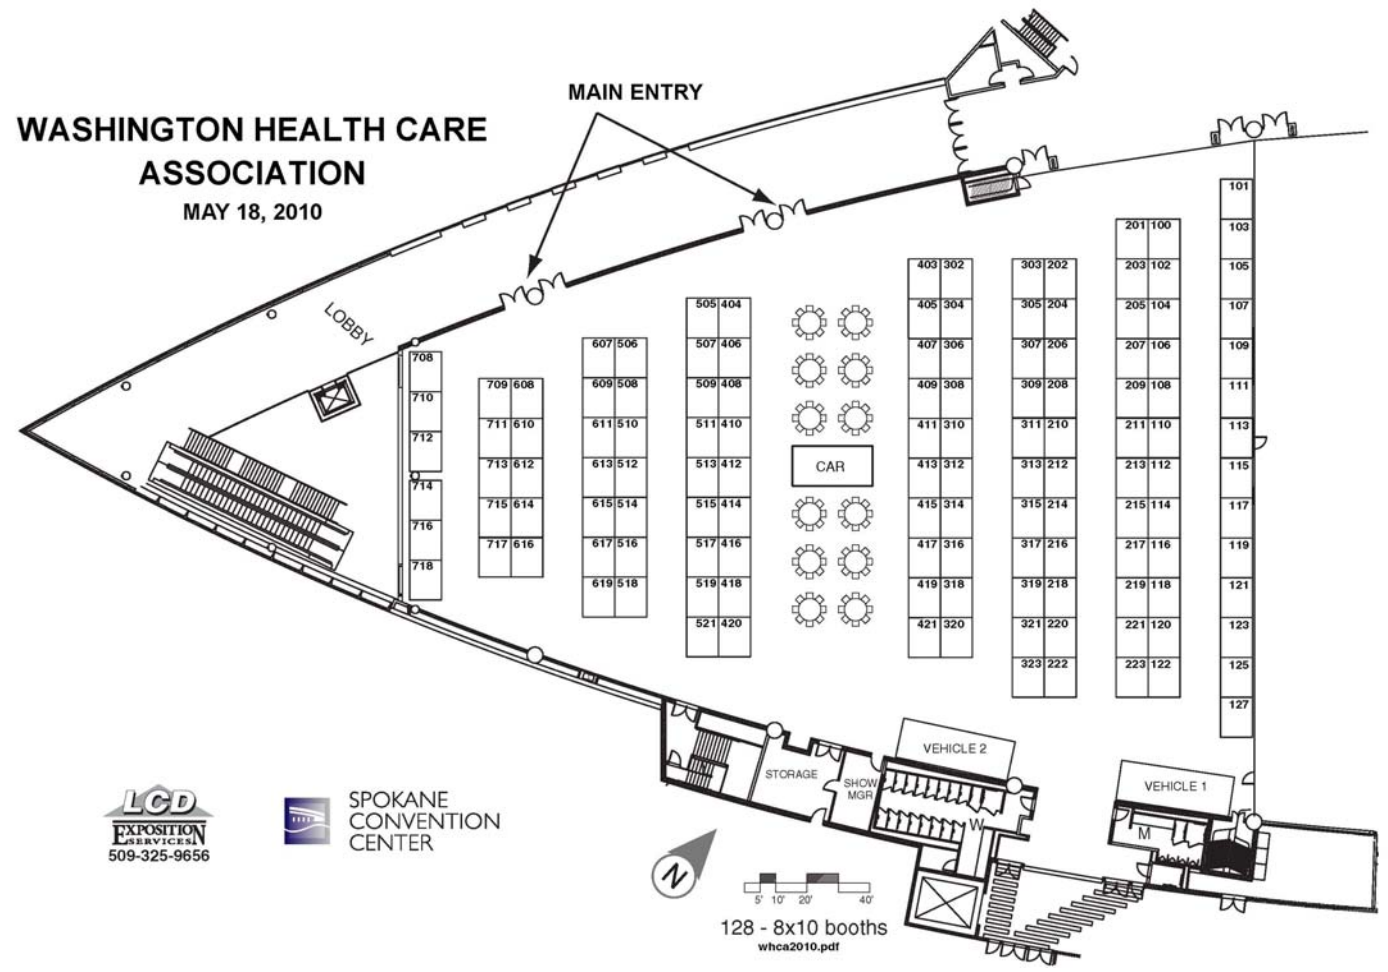 MAIN ENTRY
WASHINGTON HEALTH CARE
ASSOCIATION
MAY 18, 2010
LOBBY
101
201 100 103
403 302 303 202 203 102 105
505 404 405 304 305 204 205 104 107
708 607 506 507 406 407 306 307 206 207 106 109
710 709 608 609 508 509 408 409 308 309 208 209 108 111
712 711 610 611 510 511 410 411 310 311 210 211 110 113
713 612 613 512 513 412 CAR 413 312 313 212 213 112 115
714 715 614 615 514 515 414 415 314 315 214 215 114 117
716 717 616 617 516 517 416 417 316 317 216 217 116 119
718 619 518 519 418 419 318 319 218 219 118 121
521 420 421 320 321 220 221 120 123
323 222 223 122 125
127
VEHICLE 2
STORAGE
SHOW
MGR
VEHICLE 1
W
M
LCD
EXPOSITION
SERVICES
509-325-9656
SPOKANE
CONVENTION
CENTER
N
5' 10' 20' 40'
128 - 8x10 booths
whca2010.pdf